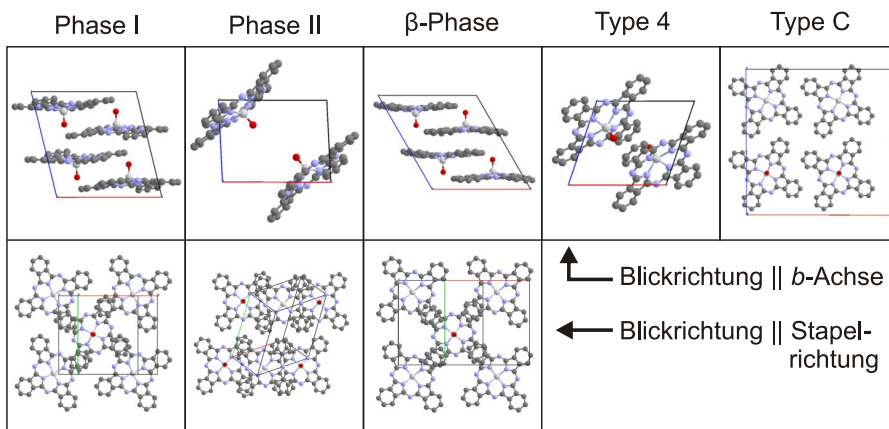 Phase I
Phase II
β-Phase
Type 4
Type C
Blickrichtung || b-Achse
Blickrichtung || Stapel-
richtung